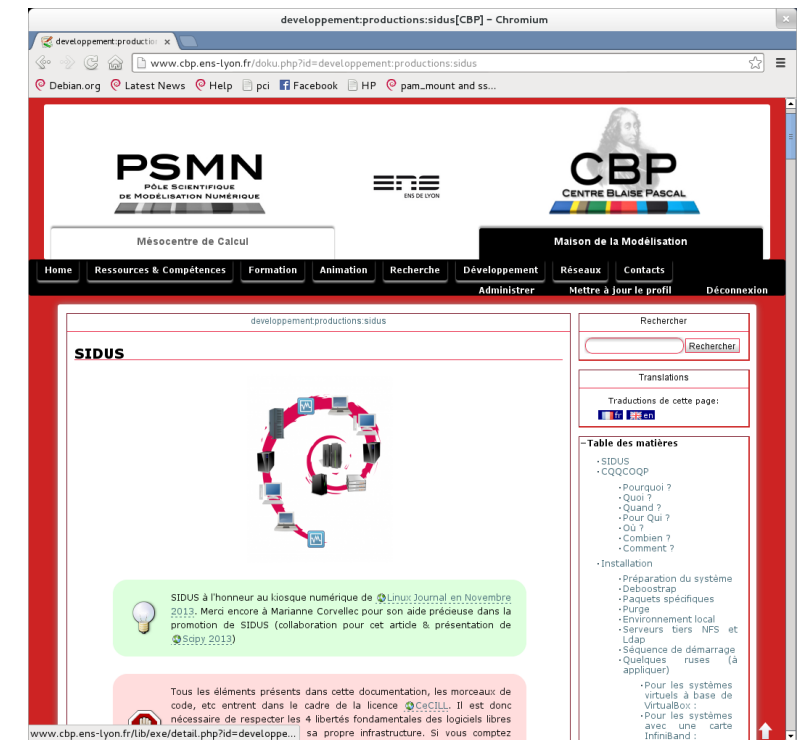 developpement:productions:sidus[CBP] – Chromium
developpement:productio
www.cbp.ens-lyon.fr/doku.php?id=developpement:productions:sidus
Debian.org Latest News Help pci Facebook HP pam_mount and ss...
PSMN
PÔLE SCIENTIFIQUE
DE MODÉLISATION NUMÉRIQUE
ENS
ENS DE LYON
CBP
CENTRE BLAISE PASCAL
Mésocentre de Calcul
Maison de la Modélisation
Home Ressources & Compétences Formation Animation Recherche Développement Réseaux Contacts
Administrer Mettre à jour le profil Déconnexion
developpement:productions:sidus
SIDUS
SIDUS à l'honneur au kiosque numérique de Linux Journal en Novembre
2013. Merci encore à Marianne Corvellec pour son aide précieuse dans la
promotion de SIDUS (collaboration pour cet article & présentation de
Scipy 2013)
Tous les éléments présents dans cette documentation, les morceaux de
code, etc entrent dans le cadre de la licence CeCILL. Il est donc
nécessaire de respecter les 4 libertés fondamentales des logiciels libres
sa propre infrastructure. Si vous comptez
www.cbp.ens-lyon.fr/lib/exe/detail.php?id=developpe...
Rechercher
Rechercher
Translations
Traductions de cette page:
fr en
Table des matières
SIDUS
CQQCOQP
Pourquoi ?
Quoi ?
Quand ?
Pour Qui ?
Où ?
Combien ?
Comment ?
Installation
Préparation du système
Deboostrap
Paquets spécifiques
Purge
Environnement local
Serveurs tiers NFS et
Ldap
Séquence de démarrage
Quelques ruses (à
appliquer)
Pour les systèmes
virtuels à base de
VirtualBox :
Pour les systèmes
avec une carte
InfiniBand :